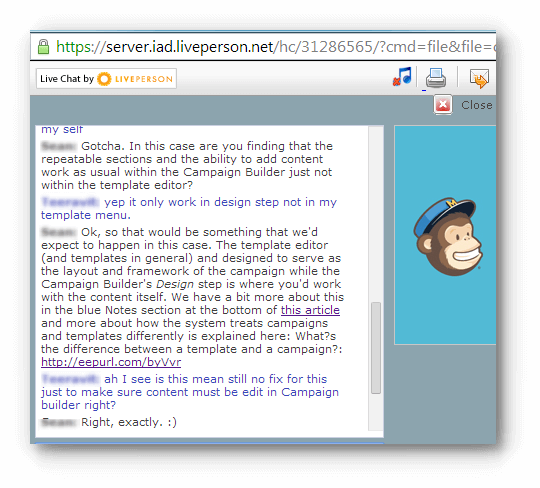 https://server.iad.liveperson.net/hc/31286565/?cmd=file&file=
Live Chat by LIVEPERSON
Close
my self
Gotcha. In this case are you finding that the
repeatable sections and the ability to add content
work as usual within the Campaign Builder just not
within the template editor?
yep it only work in design step not in my
template menu.
Ok, so that would be something that we'd
expect to happen in this case. The template editor
(and templates in general) and designed to serve as
the layout and framework of the campaign while the
Campaign Builder's Design step is where you'd work
with the content itself. We have a bit more about this
in the blue Notes section at the bottom of this article
and more about how the system treats campaigns
and templates differently is explained here: What?s
the difference between a template and a campaign?:
http://eepurl.com/byVvr
ah I see is this mean still no fix for this
just to make sure content must be edit in Campaign
builder right?
Right, exactly. :)